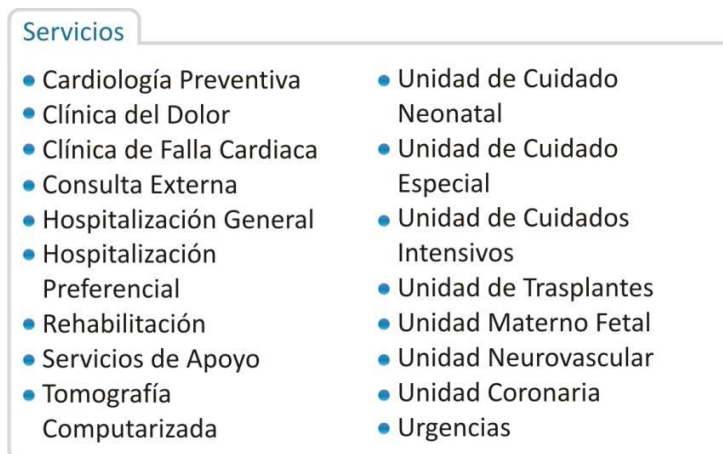 Servicios
Cardiología Preventiva
Clínica del Dolor
Clínica de Falla Cardiaca
Consulta Externa
Hospitalización General
Hospitalización
Preferencial
Rehabilitación
Servicios de Apoyo
Tomografía
Computarizada
Unidad de Cuidado
Neonatal
Unidad de Cuidado
Especial
Unidad de Cuidados
Intensivos
Unidad de Trasplantes
Unidad Materno Fetal
Unidad Neurovascular
Unidad Coronaria
Urgencias